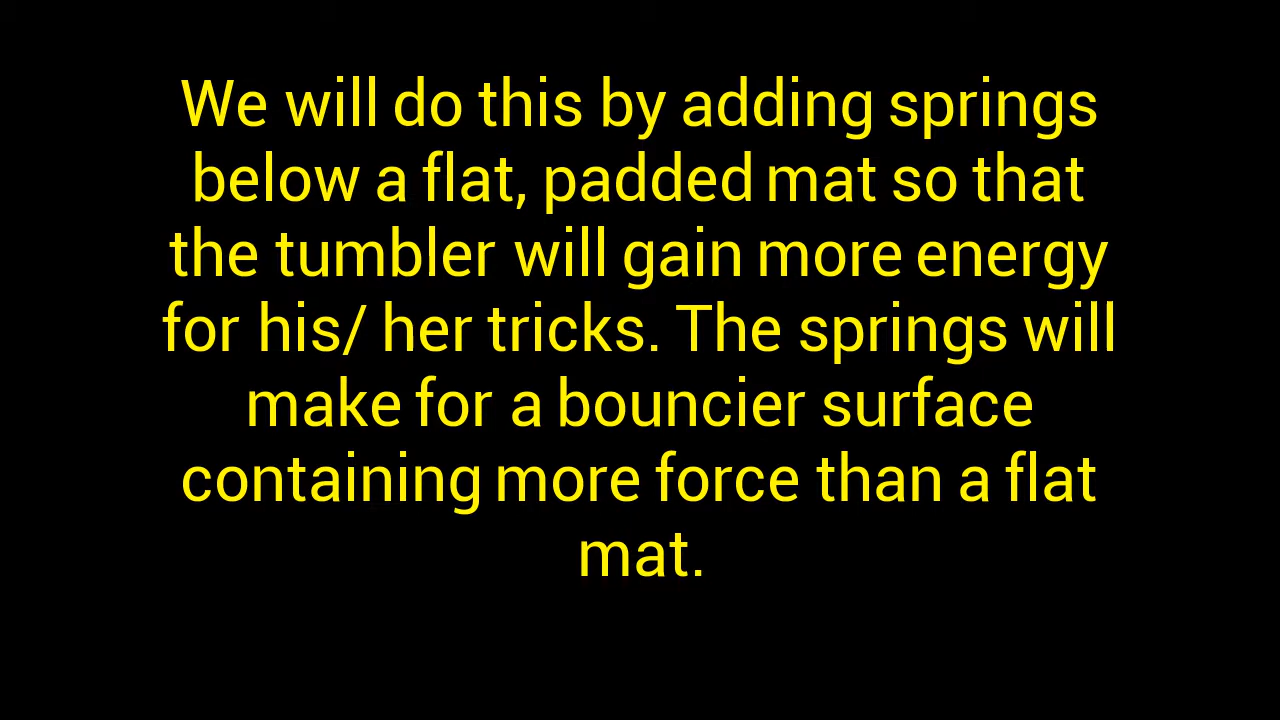 We will do this by adding springs
below a flat, padded mat so that
the tumbler will gain more energy
for his/ her tricks. The springs will
make for a bouncier surface
containing more force than a flat
mat.